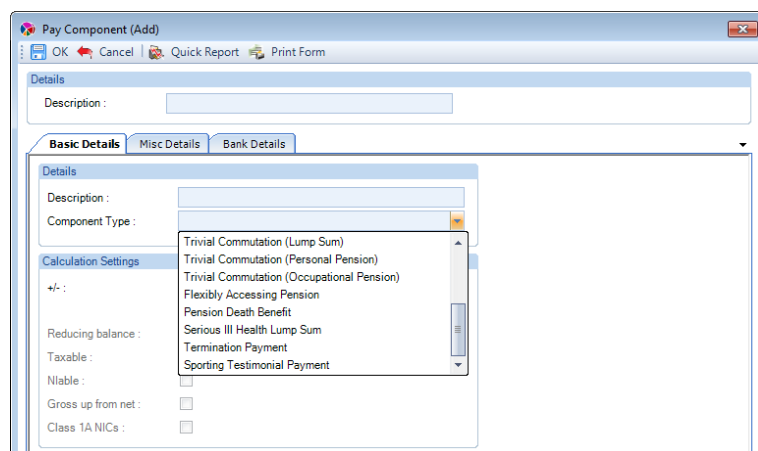 Pay Component (Add)
OK Cancel Quick Report Print Form
Details
Description :
Basic Details Misc Details Bank Details
Details
Description :
Component Type :
Trivial Commutation (Lump Sum)
Trivial Commutation (Personal Pension)
Trivial Commutation (Occupational Pension)
Flexibly Accessing Pension
Pension Death Benefit
Serious Ill Health Lump Sum
Termination Payment
Sporting Testimonial Payment
Calculation Settings
+/- :
Reducing balance :
Taxable :
NIable :
Gross up from net :
Class 1A NICs :